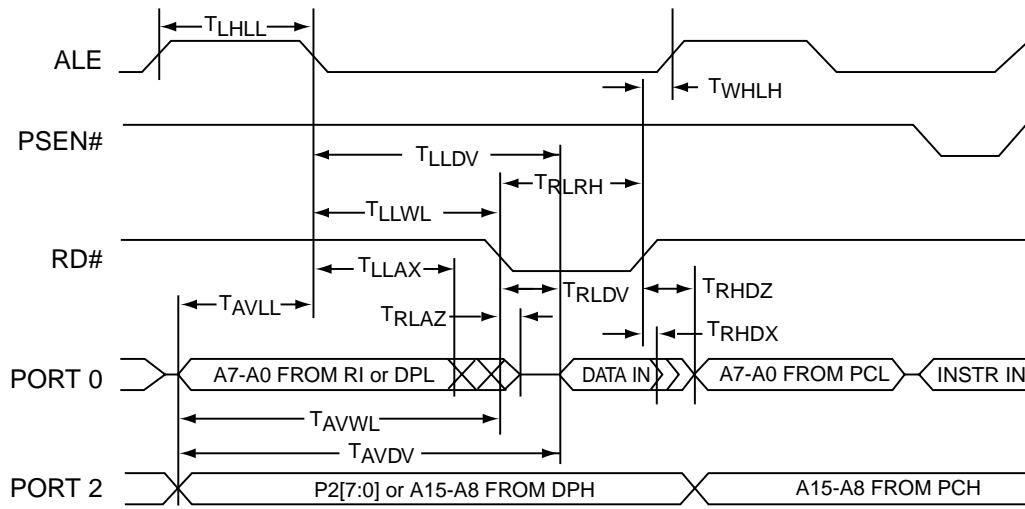 TLHLL
ALE
TWHLH
PSEN#
TLLDV
TRLRH
TLLWL
RD#
TLLAX
TRLDV
TRHDZ
TAVLL
TRLAZ
TRHDX
PORT 0
A7-A0 FROM RI or DPL
DATA IN
A7-A0 FROM PCL
INSTR IN
TAVWL
TAVDV
PORT 2
P2[7:0] or A15-A8 FROM DPH
A15-A8 FROM PCH